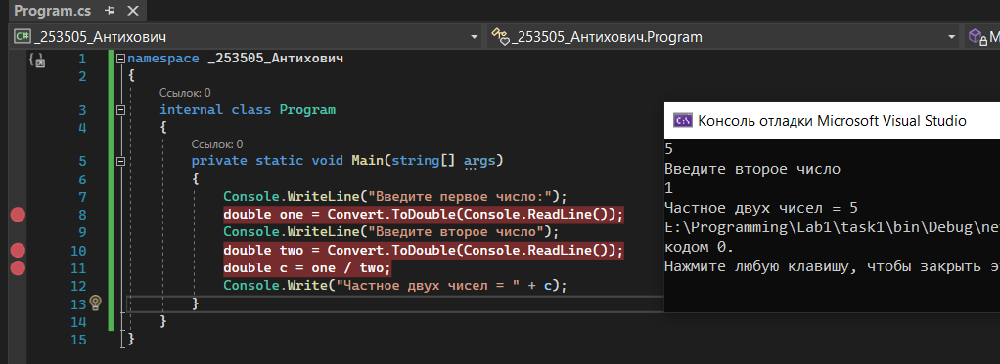 Program.cs
C# _253505_Антихович
_253505_Антихович.Program
M
1 namespace _253505_Антихович
2 {
Ссылок: 0
3 internal class Program
4 {
Ссылок: 0
5 private static void Main(string[] args)
6 {
7 Console.WriteLine("Введите первое число:");
8 double one = Convert.ToDouble(Console.ReadLine());
9 Console.WriteLine("Введите второе число");
10 double two = Convert.ToDouble(Console.ReadLine());
11 double c = one / two;
12 Console.Write("Частное двух чисел = " + c);
13 }
14 }
15 }
C:\ Консоль отладки Microsoft Visual Studio
5
Введите второе число
1
Частное двух чисел = 5
E:\Programming\Lab1\task1\bin\Debug\ne
кодом 0.
Нажмите любую клавишу, чтобы закрыть э